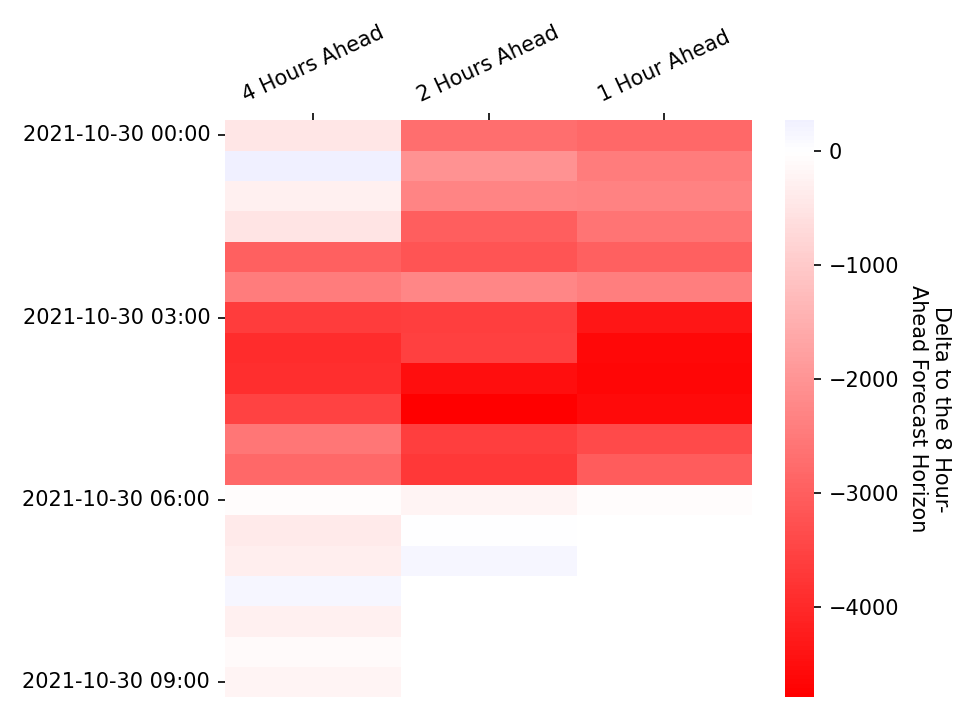 4 Hours Ahead
2 Hours Ahead
1 Hour Ahead
2021-10-30 00:00
2021-10-30 03:00
2021-10-30 06:00
2021-10-30 09:00
0
−1000
−2000
−3000
−4000
Delta to the 8 Hour-
Ahead Forecast Horizon